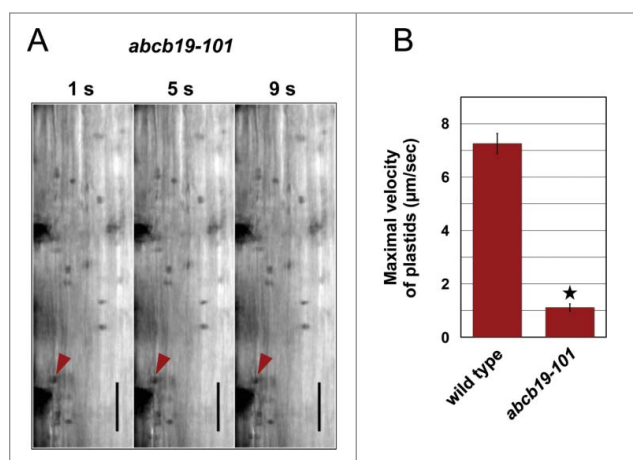 A
abcb19-101
1 s
5 s
9 s
B
Maximal velocity
of plastids (µm/sec)
8
6
4
2
0
wild type
abcb19-101